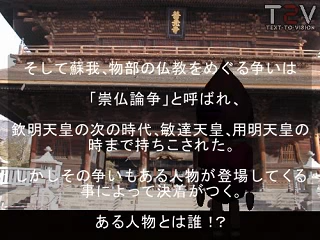 T2V
TEXT-TO-VISION
そして蘇我、物部の仏教をめぐる争いは
「崇仏論争」と呼ばれ、
欽明天皇の次の時代、敏達天皇、用明天皇の
時まで持ちこされた。
しかしその争いもある人物が登場してくる
事によって決着がつく。
ある人物とは誰！？